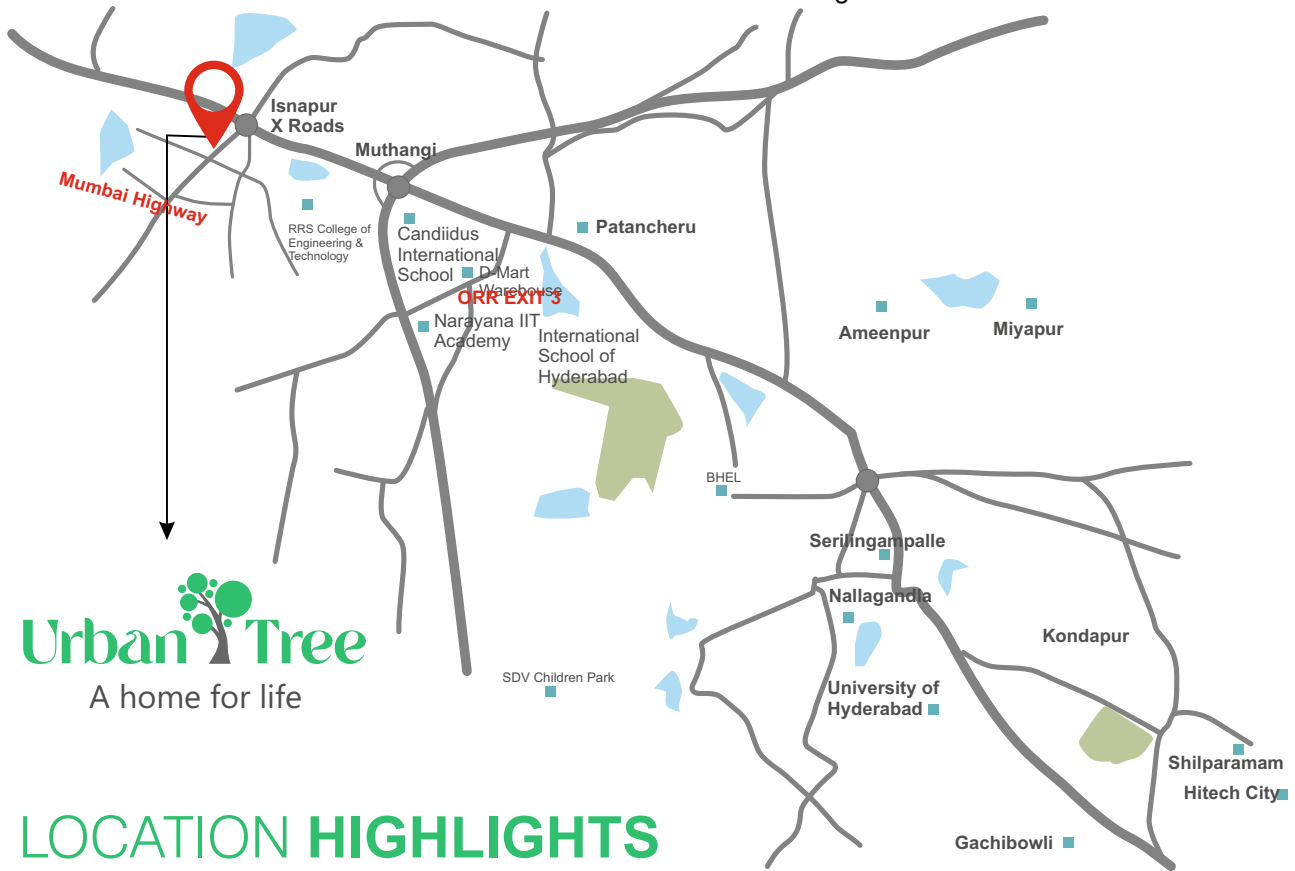 g
Isnapur
X Roads
Muthangi
Mumbai Highway
RRS College of
Engineering &
Technology
Candiidus
International
School
Patancheru
D-Mart
Warehouse
ORR EXIT 3
Narayana IIT
Academy
International
School of
Hyderabad
Ameenpur
Miyapur
BHEL
Serilingampalle
Nallagandla
Kondapur
Urban Tree
A home for life
SDV Children Park
University of
Hyderabad
Shilparamam
Hitech City
Gachibowli
LOCATION HIGHLIGHTS